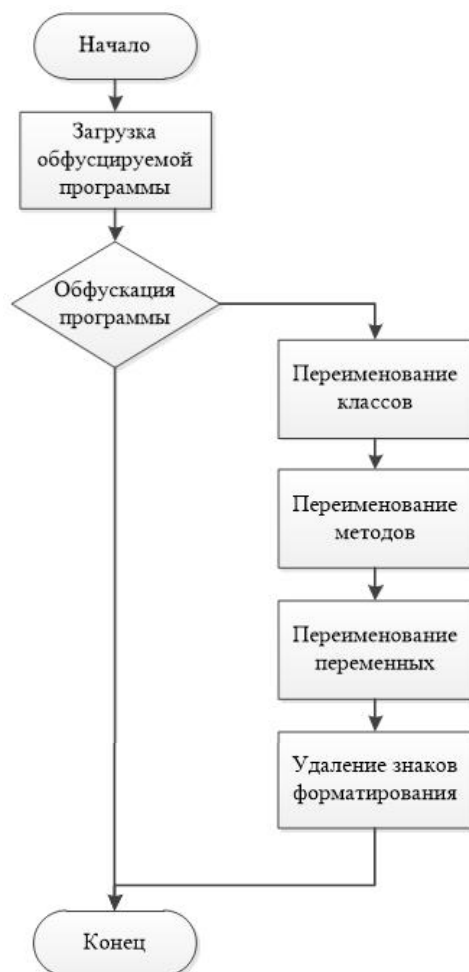 Начало
Загрузка
обфусцируемой
программы
Обфускация
программы
Переименование
классов
Переименование
методов
Переименование
переменных
Удаление знаков
форматирования
Конец